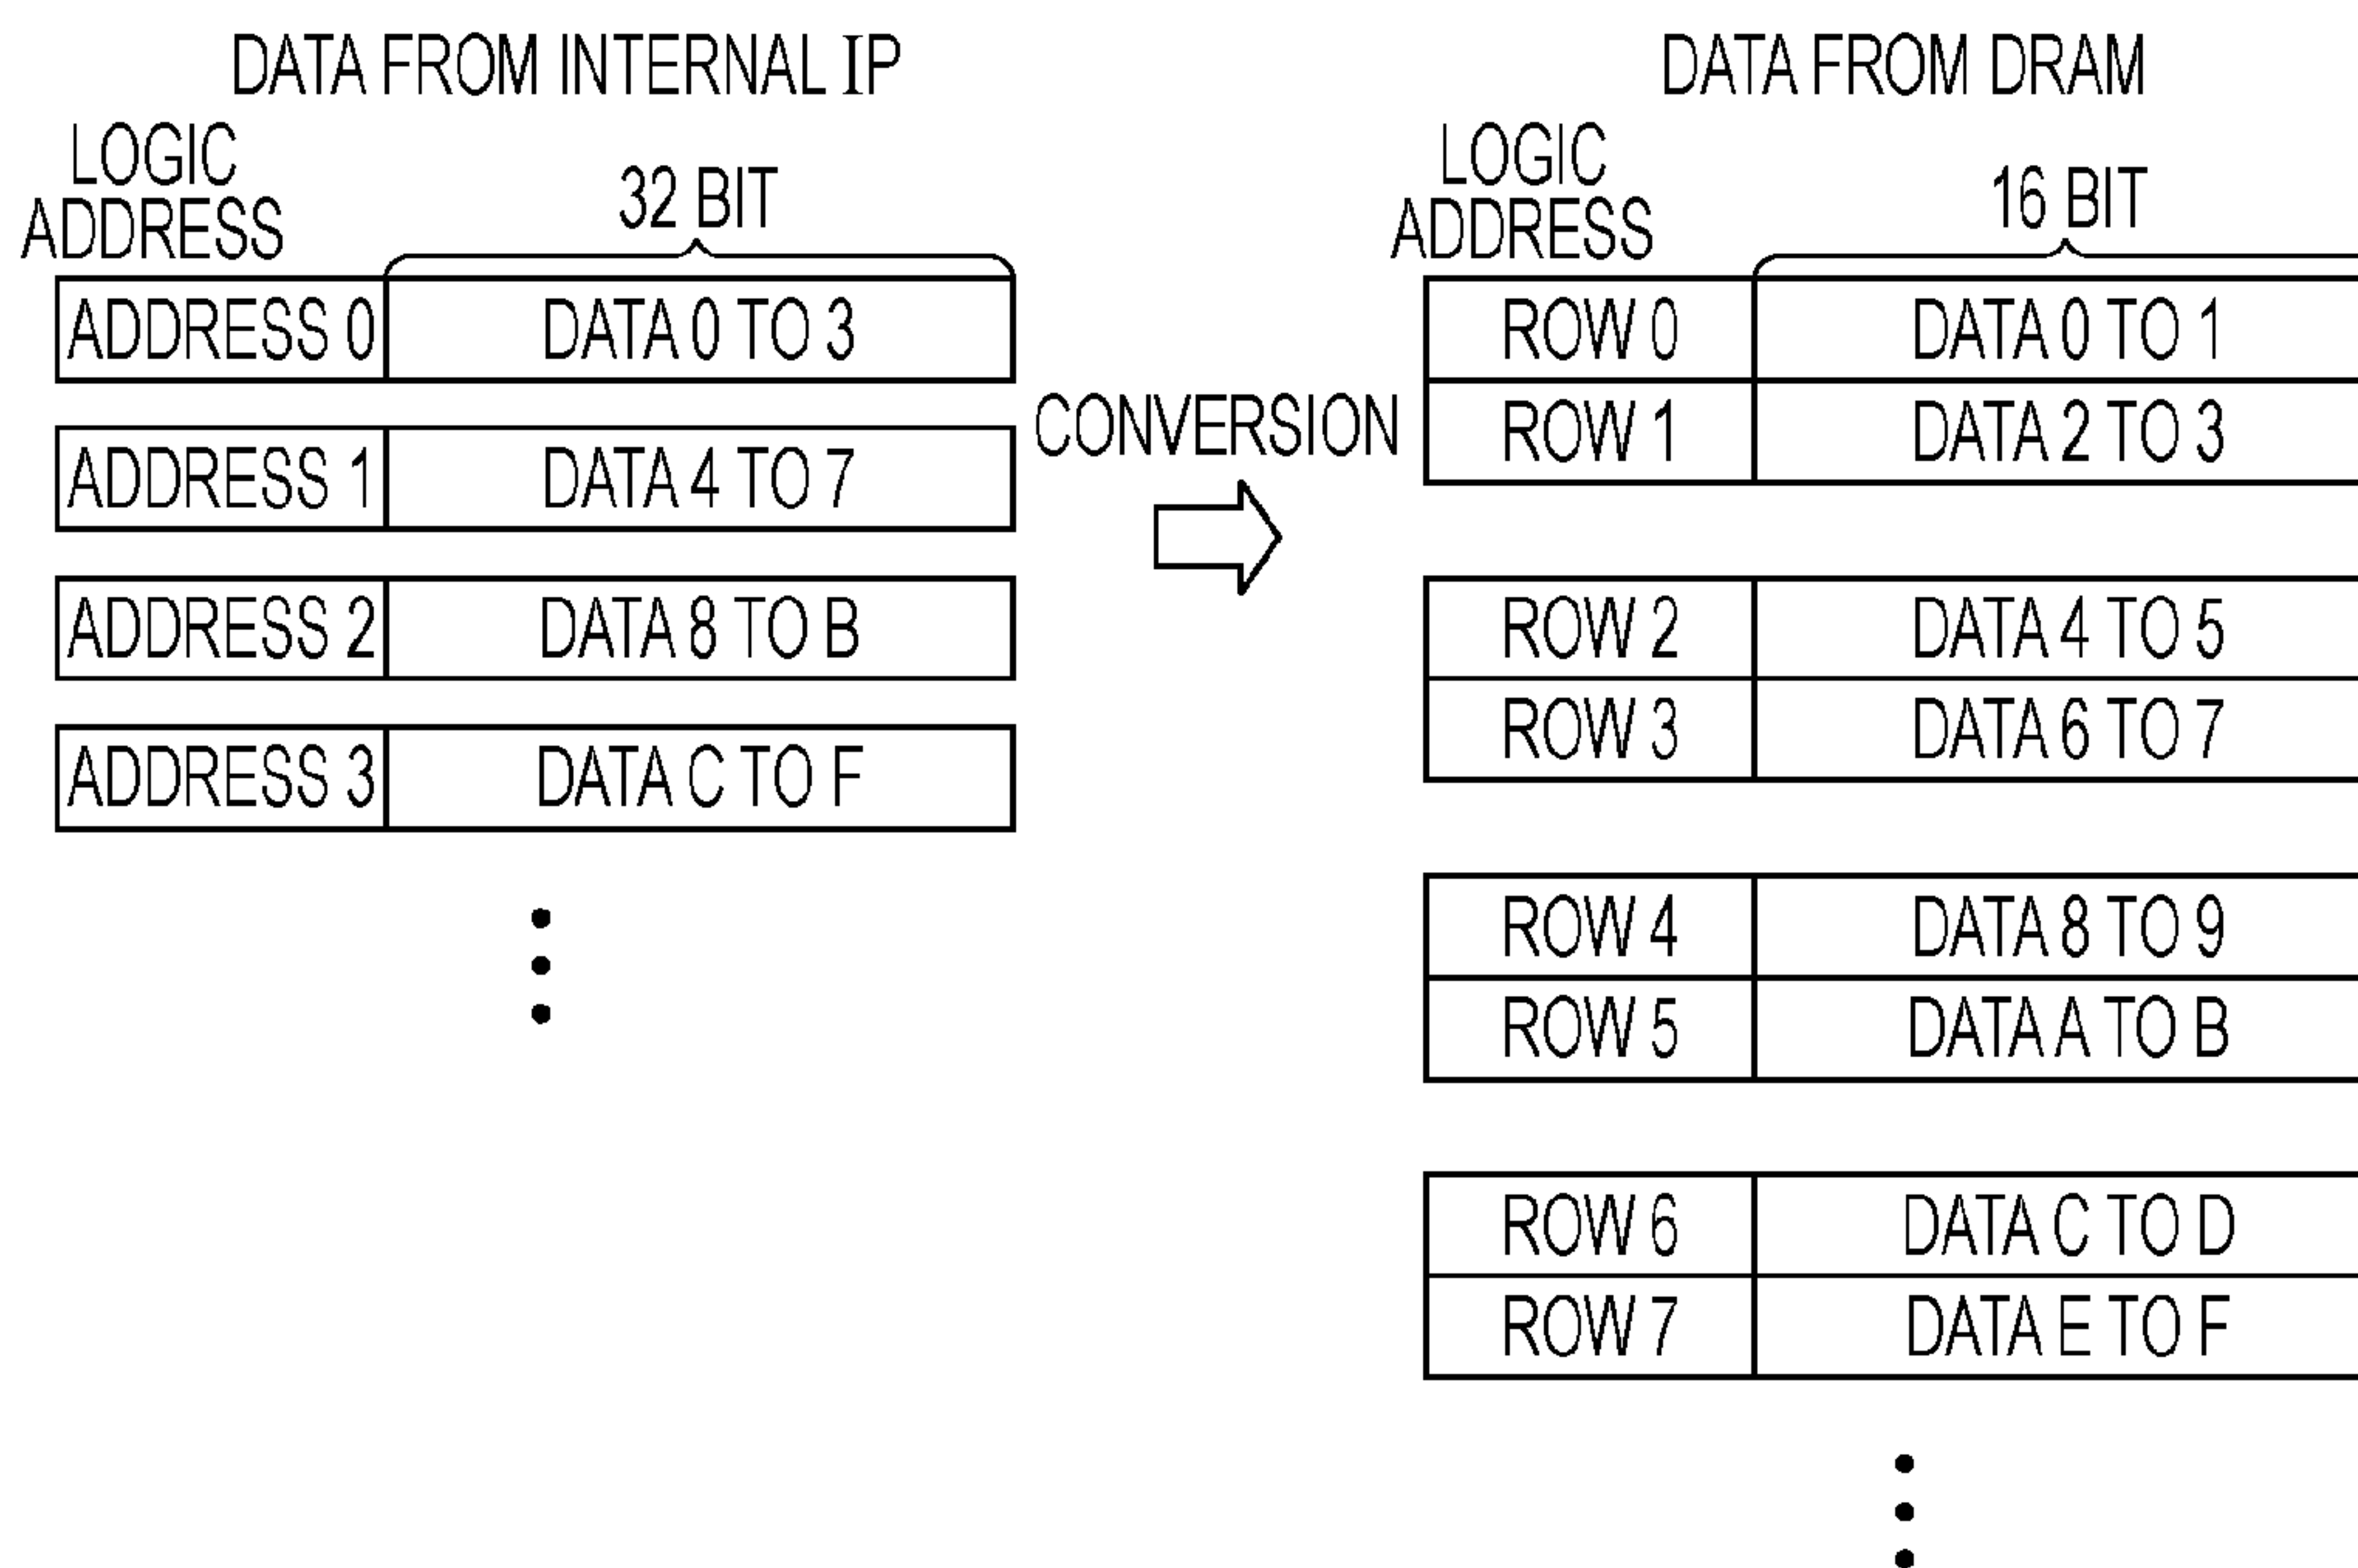 DATA FROM INTERNAL IP
LOGIC
ADDRESS
32 BIT
ADDRESS 0 DATA 0 TO 3
ADDRESS 1 DATA 4 TO 7
ADDRESS 2 DATA 8 TO B
ADDRESS 3 DATA C TO F
CONVERSION
DATA FROM DRAM
LOGIC
ADDRESS
16 BIT
ROW 0 DATA 0 TO 1
ROW 1 DATA 2 TO 3
ROW 2 DATA 4 TO 5
ROW 3 DATA 6 TO 7
ROW 4 DATA 8 TO 9
ROW 5 DATA A TO B
ROW 6 DATA C TO D
ROW 7 DATA E TO F